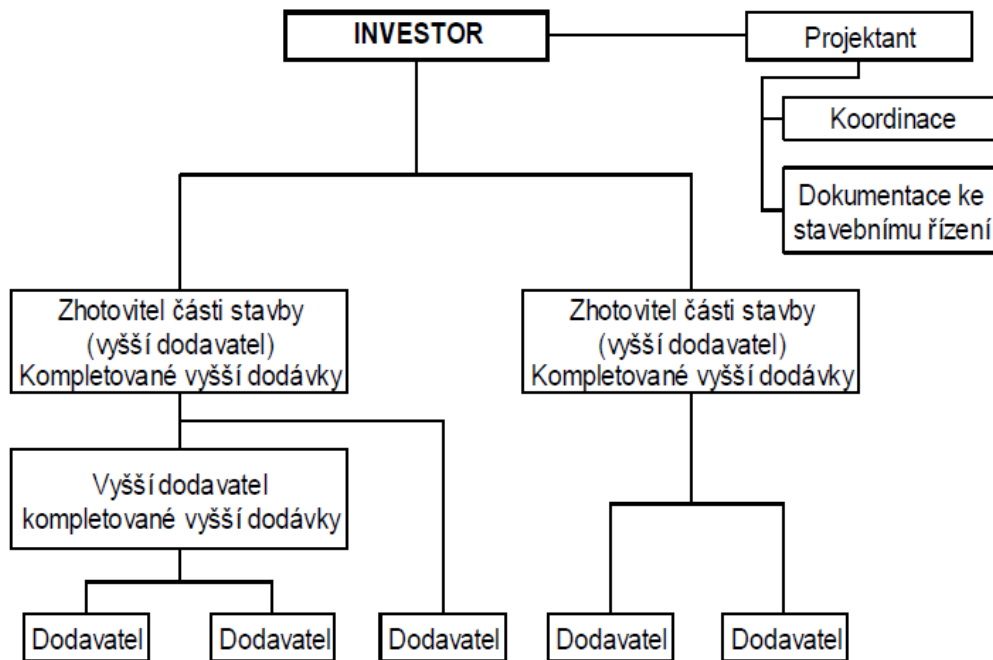 INVESTOR
Projektant
Koordinace
Dokumentace ke
stavebnímu řízení
Zhotovitel části stavby
(vyšší dodavatel)
Kompletované vyšší dodávky
Zhotovitel části stavby
(vyšší dodavatel)
Kompletované vyšší dodávky
Vyšší dodavatel
kompletované vyšší dodávky
Dodavatel
Dodavatel
Dodavatel
Dodavatel
Dodavatel